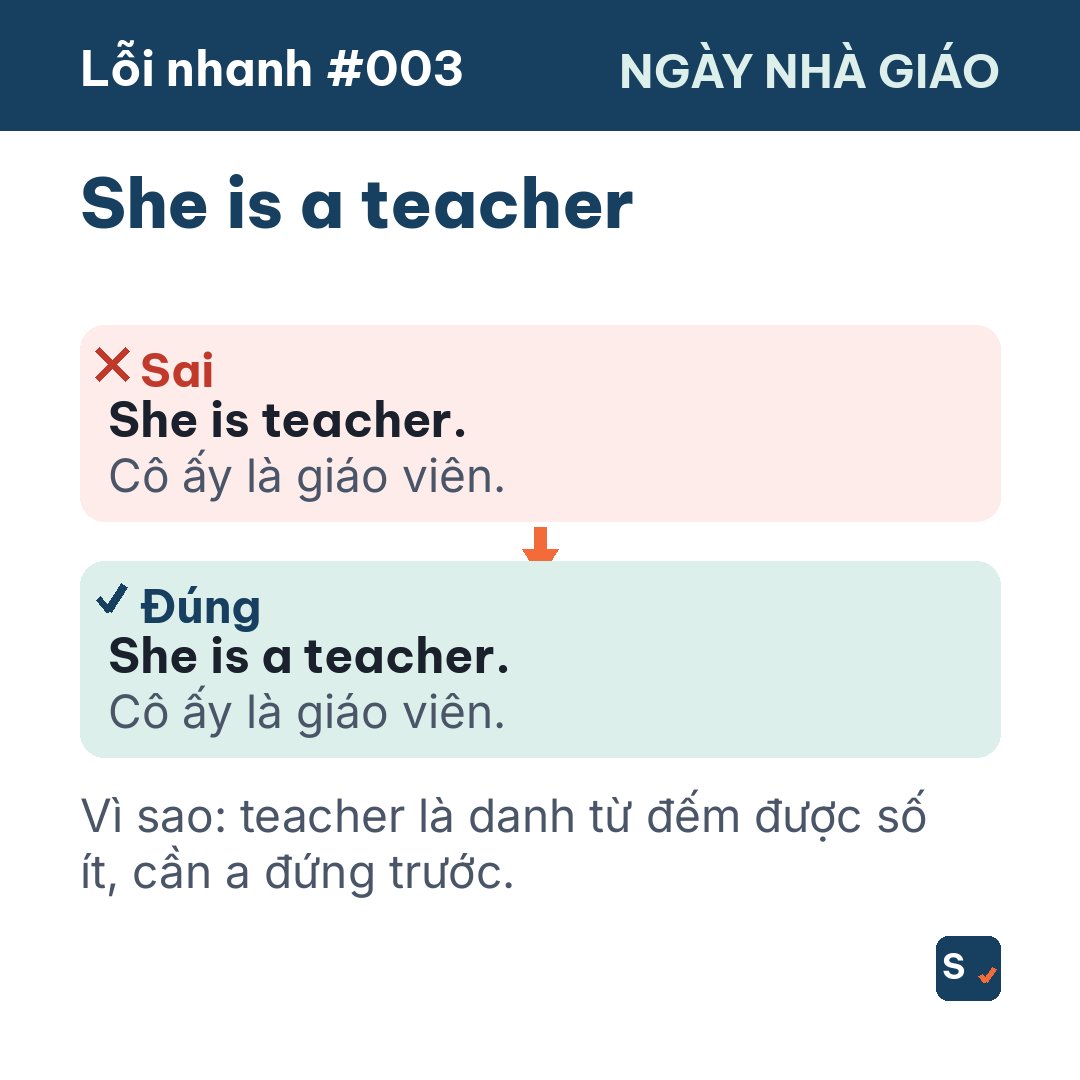 Lỗi nhanh #003
NGÀY NHÀ GIÁO
She is a teacher
Sai
She is teacher.
Cô ấy là giáo viên.
Đúng
She is a teacher.
Cô ấy là giáo viên.
Vì sao: teacher là danh từ đếm được số
ít, cần a đứng trước.
S